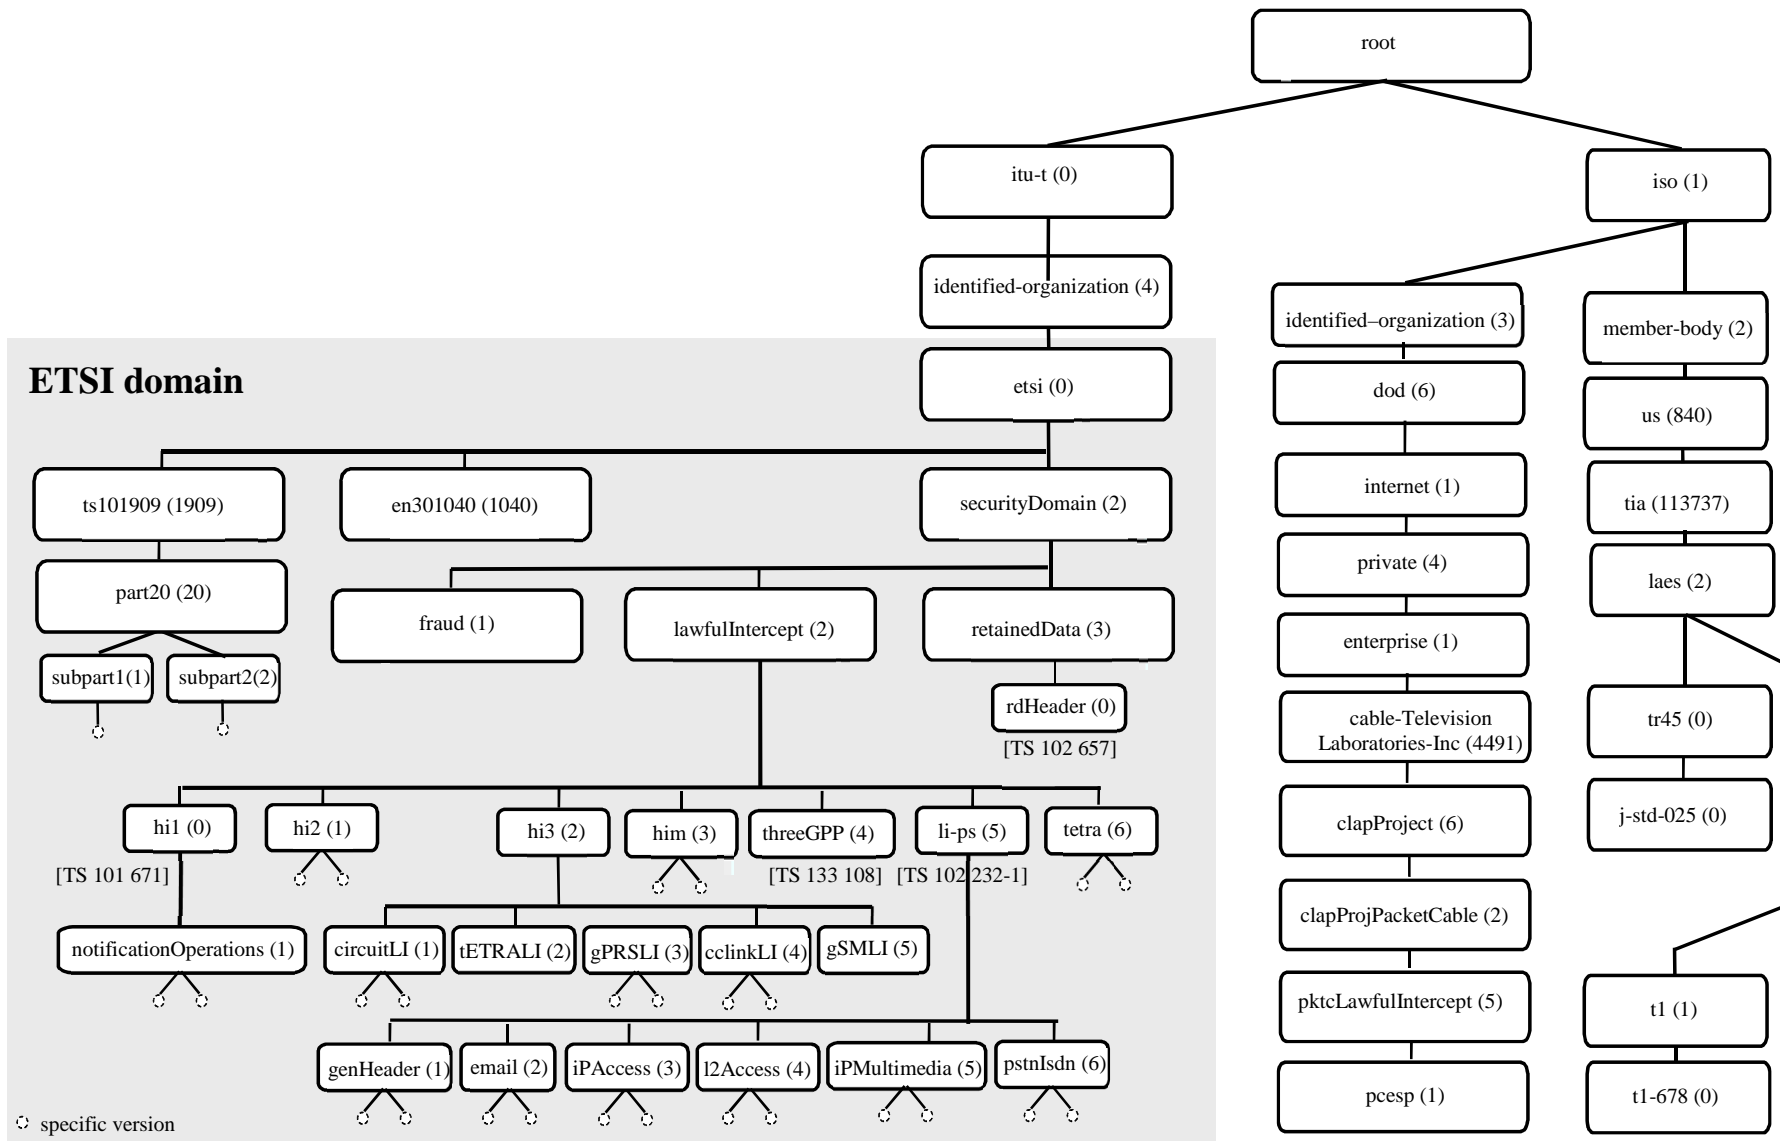 root
itu-t (0)
iso (1)
identified-organization (4)
identified–organization (3)
member-body (2)
ETSI domain
etsi (0)
dod (6)
us (840)
ts101909 (1909)
en301040 (1040)
securityDomain (2)
internet (1)
tia (113737)
part20 (20)
fraud (1)
lawfulIntercept (2)
retainedData (3)
private (4)
laes (2)
subpart1(1)
subpart2(2)
enterprise (1)
rdHeader (0)
[TS 102 657]
cable-Television
Laboratories-Inc (4491)
tr45 (0)
hi1 (0)
hi2 (1)
hi3 (2)
him (3)
threeGPP (4)
li-ps (5)
tetra (6)
clapProject (6)
j-std-025 (0)
[TS 101 671]
[TS 133 108]
[TS 102 232-1]
notificationOperations (1)
circuitLI (1)
tETRALI (2)
gPRSLI (3)
cclinkLI (4)
gSMLI (5)
clapProjPacketCable (2)
pktcLawfulIntercept (5)
t1 (1)
genHeader (1)
email (2)
iPAccess (3)
l2Access (4)
iPMultimedia (5)
pstnIsdn (6)
pcesp (1)
t1-678 (0)
specific version